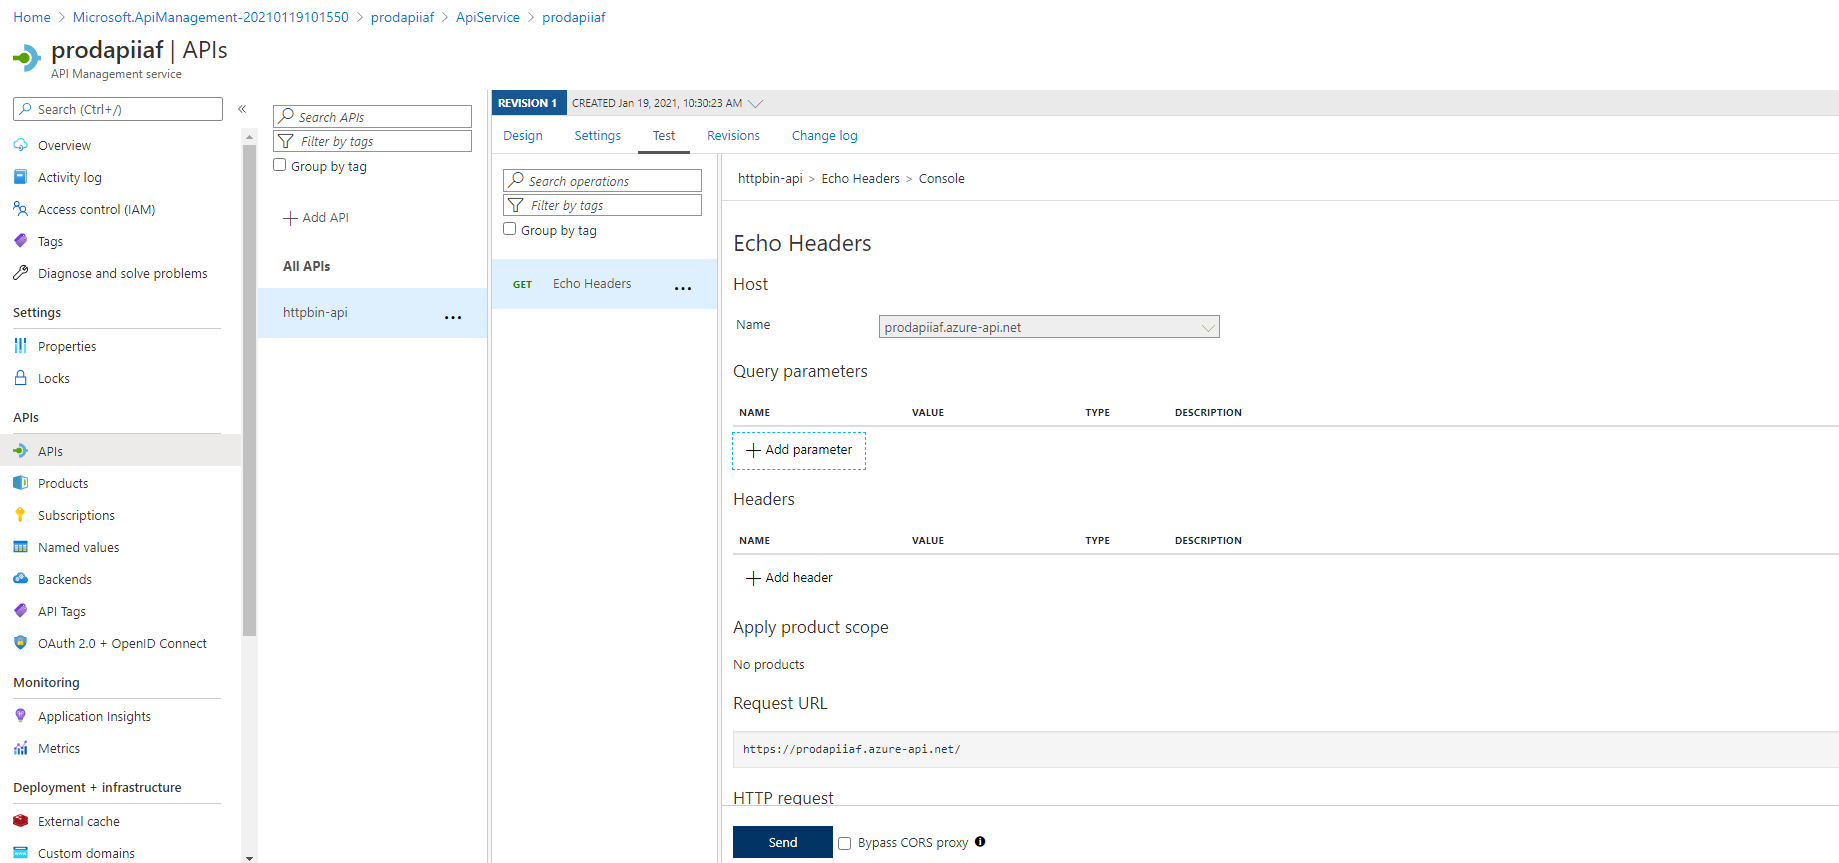 Home > Microsoft.ApiManagement-20210119101550 > prodapiiaf > ApiService > prodapiiaf
prodapiiaf | APIs
API Management service
Search (Ctrl+/)
«
Overview
Activity log
Access control (IAM)
Tags
Diagnose and solve problems
Settings
Properties
Locks
APIs
APIs
Products
Subscriptions
Named values
Backends
API Tags
OAuth 2.0 + OpenID Connect
Monitoring
Application Insights
Metrics
Deployment + infrastructure
External cache
Custom domains
Search APIs
Filter by tags
Group by tag
+ Add API
All APIs
httpbin-api ...
REVISION 1 CREATED Jan 19, 2021, 10:30:23 AM
Design Settings Test Revisions Change log
Search operations
Filter by tags
Group by tag
GET Echo Headers ...
httpbin-api > Echo Headers > Console
Echo Headers
Host
Name prodapiiaf.azure-api.net
Query parameters
NAME VALUE TYPE DESCRIPTION
+ Add parameter
Headers
NAME VALUE TYPE DESCRIPTION
+ Add header
Apply product scope
No products
Request URL
https://prodapiiaf.azure-api.net/
HTTP request
Send Bypass CORS proxy